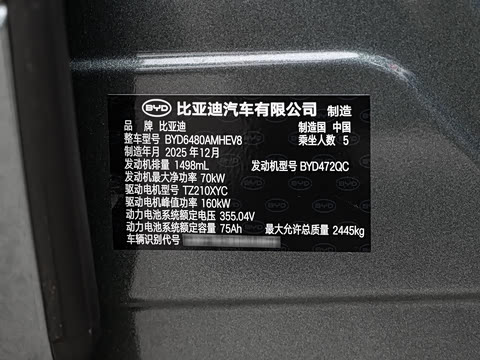 BYD 比亚迪汽车有限公司 制造
品 牌 比亚迪 制造国 中国
整车型号 BYD6480AMHEV8 乘坐人数 5
制造年月 2025 年 12月
发动机排量 1498mL 发动机型号 BYD472QC
发动机最大净功率 70kW
驱动电机型号 TZ210XYC
驱动电机峰值功率 160kW
动力电池系统额定电压 355.04V
动力电池系统额定容量 75Ah 最大允许总质量 2445kg
车辆识别代号